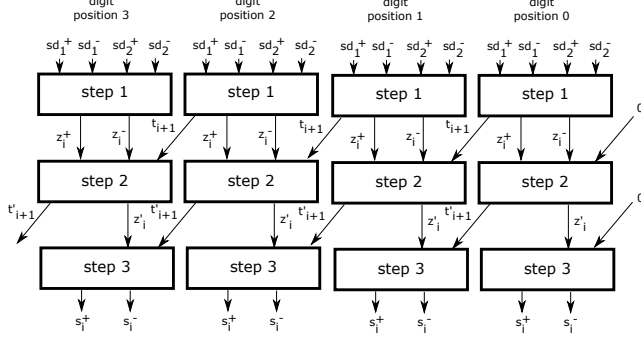 digit digit digit digit
position 3 position 2 position 1 position 0
sd₁⁺ sd₁⁻ sd₂⁺ sd₂⁻ sd₁⁺ sd₁⁻ sd₂⁺ sd₂⁻ sd₁⁺ sd₁⁻ sd₂⁺ sd₂⁻ sd₁⁺ sd₁⁻ sd₂⁺ sd₂⁻
step 1 step 1 step 1 step 1
0
zᵢ⁺ zᵢ⁻ tᵢ₊₁ zᵢ⁺ zᵢ⁻ tᵢ₊₁ zᵢ⁺ zᵢ⁻ tᵢ₊₁ zᵢ⁺ zᵢ⁻
step 2 step 2 step 2 step 2
0
t'ᵢ₊₁ z'ᵢ t'ᵢ₊₁ z'ᵢ t'ᵢ₊₁ z'ᵢ t'ᵢ₊₁ z'ᵢ
step 3 step 3 step 3 step 3
sᵢ⁺ sᵢ⁻ sᵢ⁺ sᵢ⁻ sᵢ⁺ sᵢ⁻ sᵢ⁺ sᵢ⁻